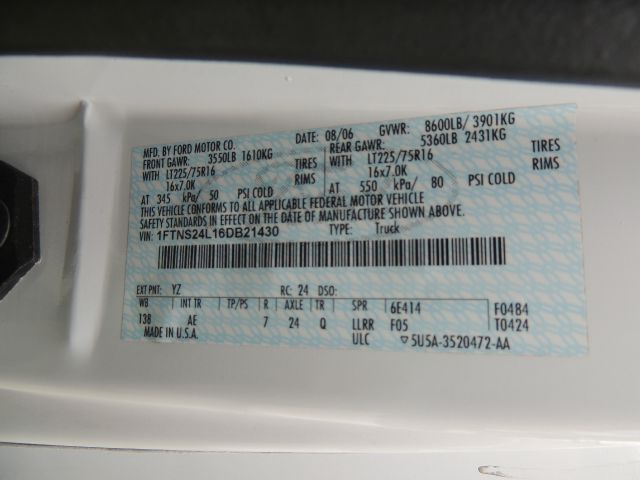 MFD. BY FORD MOTOR CO.
DATE: 08/06 GVWR: 8600LB/ 3901KG
FRONT GAWR: 3550LB 1610KG REAR GAWR: 5360LB 2431KG
WITH LT225/75R16 TIRES WITH LT225/75R16 TIRES
16x7.0K RIMS 16x7.0K RIMS
AT 345 kPa/ 50 PSI COLD AT 550 kPa/ 80 PSI COLD
THIS VEHICLE CONFORMS TO ALL APPLICABLE FEDERAL MOTOR VEHICLE
SAFETY STANDARDS IN EFFECT ON THE DATE OF MANUFACTURE SHOWN ABOVE.
VIN: 1FTNS24L16DB21430 TYPE: Truck
EXT PNT: YZ RC: 24 DSO:
WB INT TR TP/PS R AXLE TR SPR 6E414 F0484
138 AE 7 24 Q LLRR F05 T0424
MADE IN U.S.A. ULC 5U5A-3520472-AA